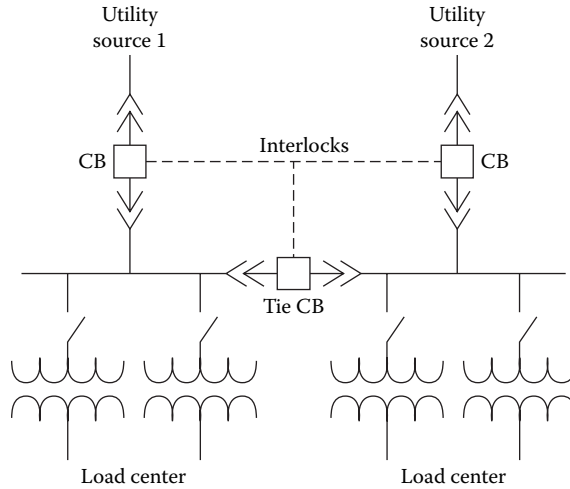 Utility
source 1
Utility
source 2
CB
Interlocks
CB
Tie CB
Load center
Load center